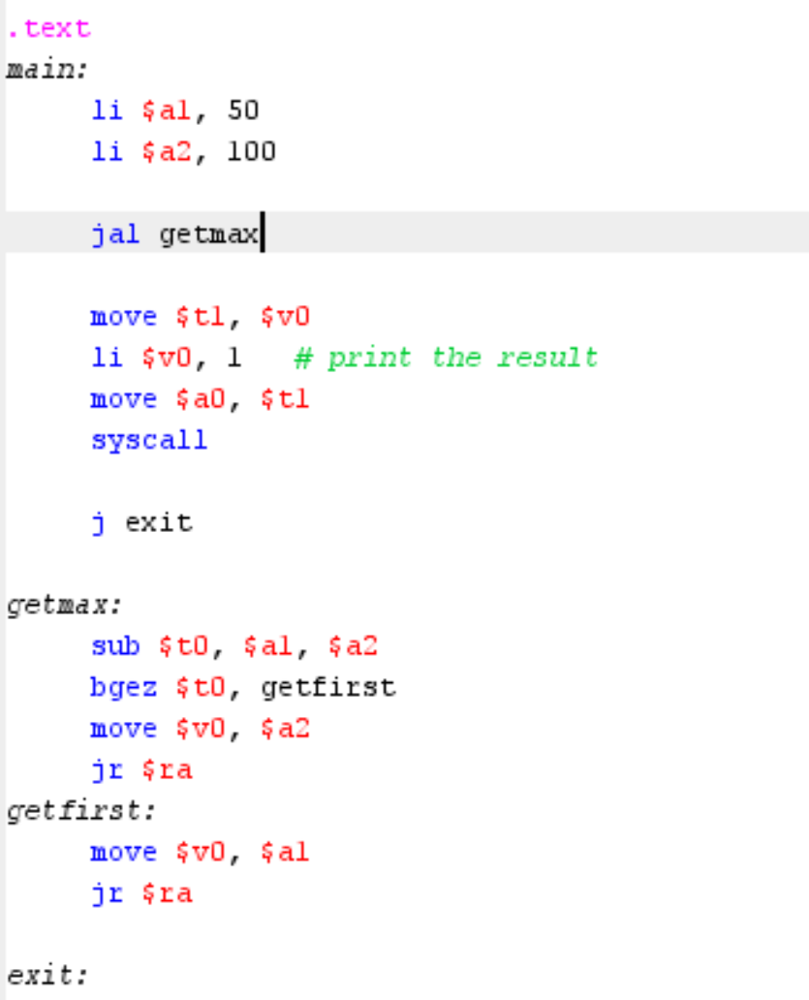 .text
main:
li $a1, 50
li $a2, 100
jal getmax
move $t1, $v0
li $v0, 1 # print the result
move $a0, $t1
syscall
j exit
getmax:
sub $t0, $a1, $a2
bgez $t0, getfirst
move $v0, $a2
jr $ra
getfirst:
move $v0, $a1
jr $ra
exit: